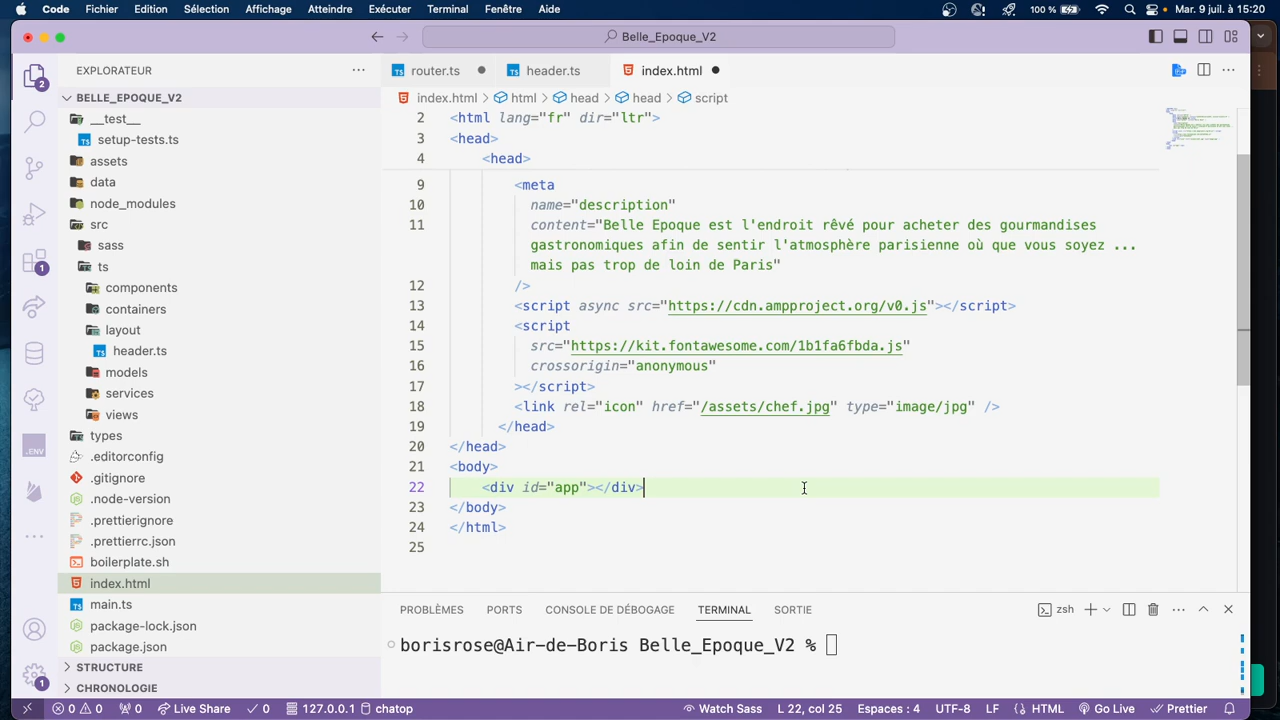 Code Fichier Édition Sélection Affichage Atteindre Exécuter Terminal Fenêtre Aide 100 % Mar. 9 juil. à 15:20
Belle_Epoque_V2
EXPLORATEUR
router.ts header.ts index.html
BELLE_EPOQUE_V2
index.html > html > head > head > script
__test__
setup-tests.ts
assets
data
node_modules
src
sass
ts
components
containers
layout
header.ts
models
services
views
types
.editorconfig
.gitignore
.node-version
.prettierignore
.prettierrc.json
boilerplate.sh
index.html
main.ts
package-lock.json
package.json
STRUCTURE
CHRONOLOGIE
2
1
.ENV
1
2 <html lang="fr" dir="ltr">
3 <head>
4 <head>
9 <meta
10 name="description"
11 content="Belle Epoque est l'endroit rêvé pour acheter des gourmandises
gastronomiques afin de sentir l'atmosphère parisienne où que vous soyez ...
mais pas trop de loin de Paris"
12 />
13 <script async src="https://cdn.ampproject.org/v0.js"></script>
14 <script
15 src="https://kit.fontawesome.com/1b1fa6fbda.js"
16 crossorigin="anonymous"
17 ></script>
18 <link rel="icon" href="/assets/chef.jpg" type="image/jpg" />
19 </head>
20 </head>
21 <body>
22 <div id="app"></div>
23 </body>
24 </html>
25
PROBLÈMES PORTS CONSOLE DE DÉBOGAGE TERMINAL SORTIE zsh
borisrose@Air-de-Boris Belle_Epoque_V2 %
0 0 0 Live Share 0 127.0.0.1 chatop Watch Sass L 22, col 25 Espaces : 4 UTF-8 LF HTML Go Live Prettier